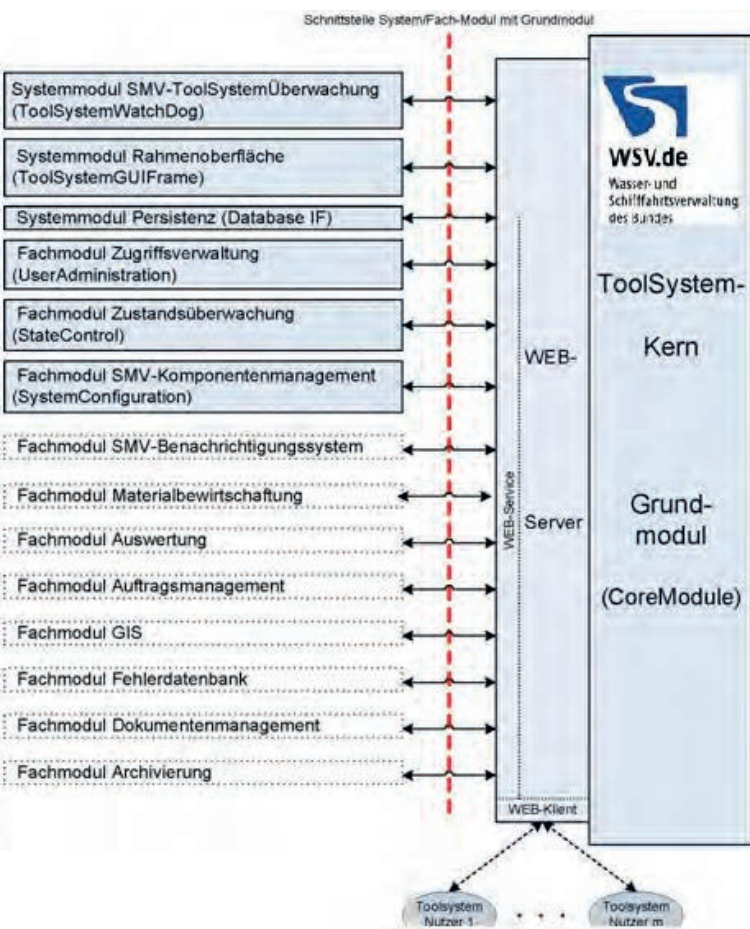 Schnittstelle System/Fach-Modul mit Grundmodul
Systemmodul SMV-ToolSystemÜberwachung
(ToolSystemWatchDog)
Systemmodul Rahmenoberfläche
(ToolSystemGUIFrame)
Systemmodul Persistenz (Database IF)
Fachmodul Zugriffsverwaltung
(UserAdministration)
Fachmodul Zustandsüberwachung
(StateControl)
Fachmodul SMV-Komponentenmanagement
(SystemConfiguration)
Fachmodul SMV-Benachrichtigungssystem
Fachmodul Materialbewirtschaftung
Fachmodul Auswertung
Fachmodul Auftragsmanagement
Fachmodul GIS
Fachmodul Fehlerdatenbank
Fachmodul Dokumentenmanagement
Fachmodul Archivierung
WEB-Service
WEB-
Server
WEB-Klient
WSV.de
Wasser- und
Schifffahrtsverwaltung
des Bundes
ToolSystem-
Kern
Grund-
modul
(CoreModule)
Toolsystem
Nutzer 1
. . .
Toolsystem
Nutzer m